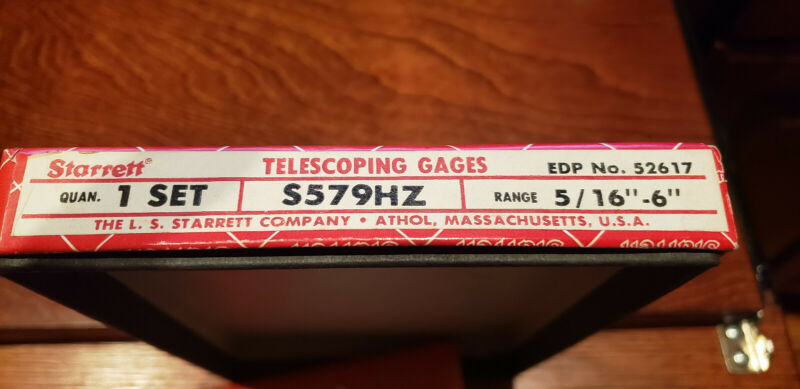 Starrett® TELESCOPING GAGES EDP No. 52617
QUAN. 1 SET S579HZ RANGE 5/16"-6"
THE L. S. STARRETT COMPANY • ATHOL, MASSACHUSETTS, U.S.A.